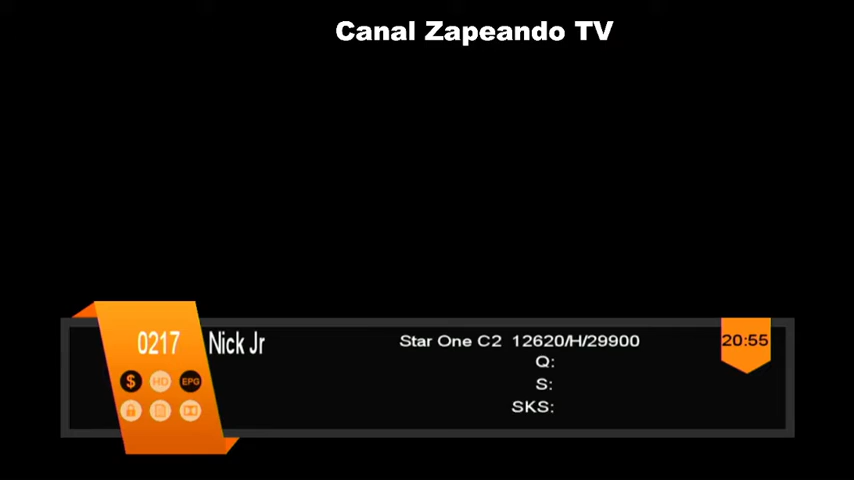 Canal Zapeando TV
0217 Nick Jr
Star One C2 12620/H/29900
20:55
$ HD EPG
Q:
S:
SKS: